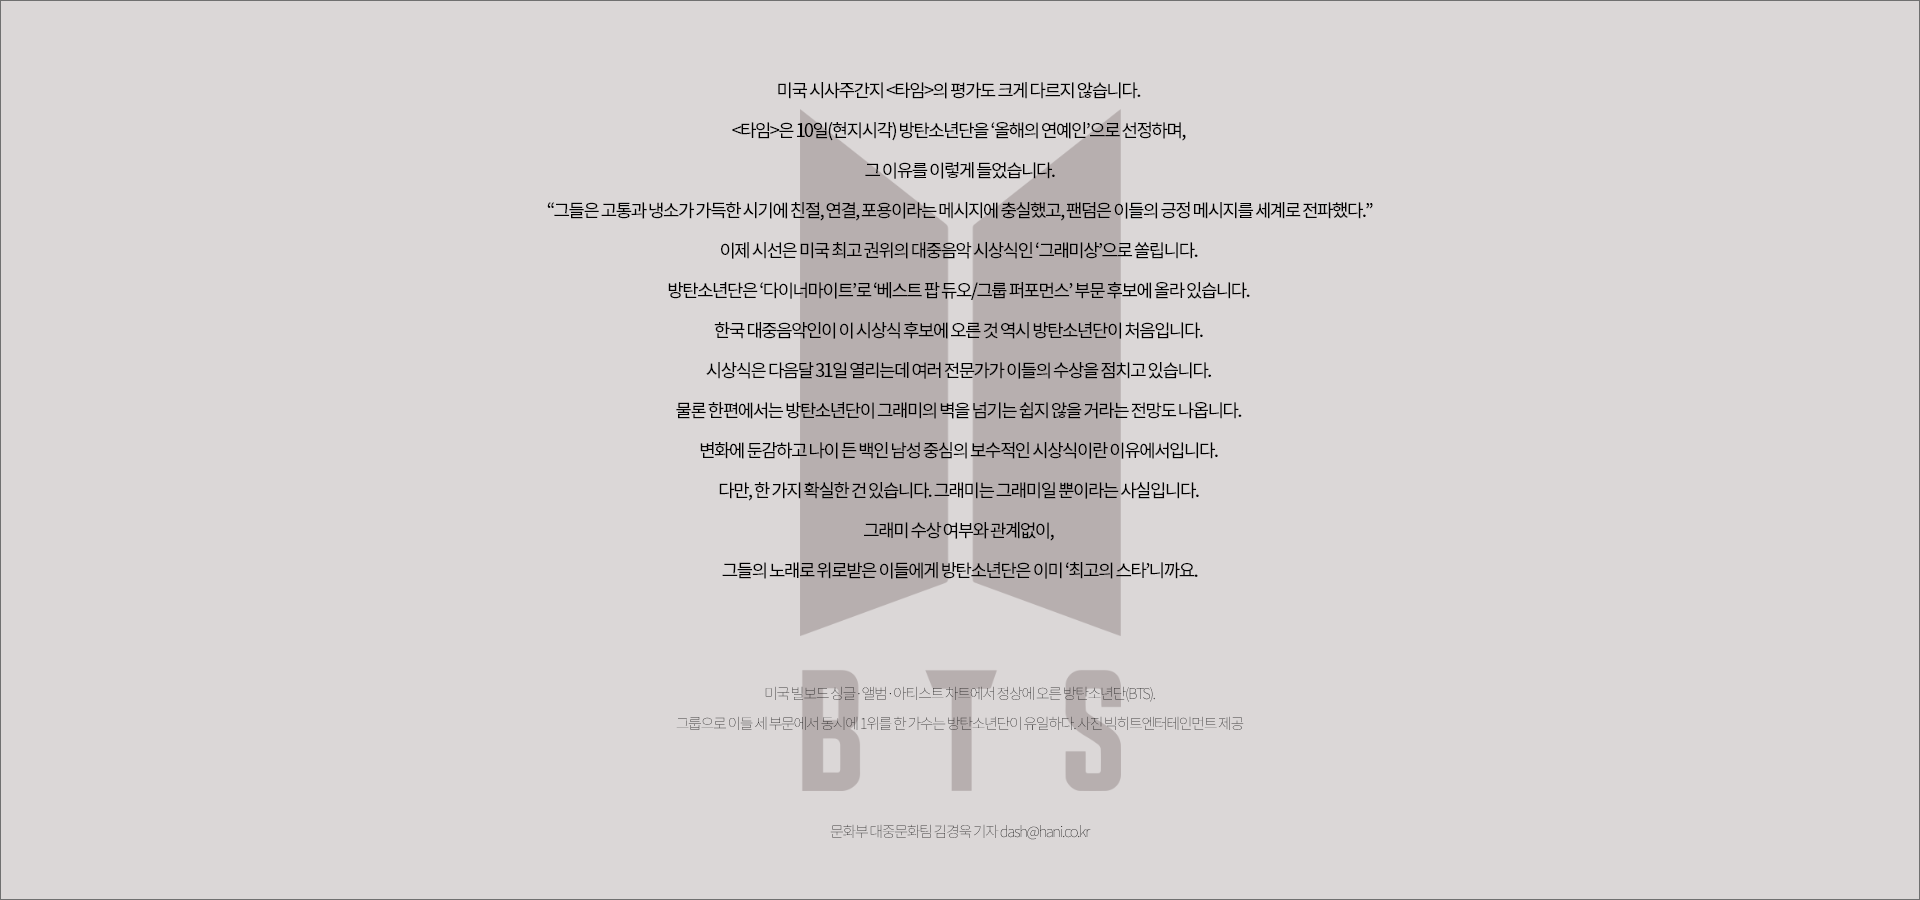 미국 시사주간지 <타임>의 평가도 크게 다르지 않습니다.
<타임>은 10일(현지시각) 방탄소년단을 ‘올해의 연예인’으로 선정하며,
그 이유를 이렇게 들었습니다.
“그들은 고통과 냉소가 가득한 시기에 친절, 연결, 포용이라는 메시지에 충실했고, 팬덤은 이들의 긍정 메시지를 세계로 전파했다.”
이제 시선은 미국 최고 권위의 대중음악 시상식인 ‘그래미상’으로 쏠립니다.
방탄소년단은 ‘다이너마이트’로 ‘베스트 팝 듀오/그룹 퍼포먼스’ 부문 후보에 올라 있습니다.
한국 대중음악인이 이 시상식 후보에 오른 것 역시 방탄소년단이 처음입니다.
시상식은 다음달 31일 열리는데 여러 전문가가 이들의 수상을 점치고 있습니다.
물론 한편에서는 방탄소년단이 그래미의 벽을 넘기는 쉽지 않을 거라는 전망도 나옵니다.
변화에 둔감하고 나이 든 백인 남성 중심의 보수적인 시상식이란 이유에서입니다.
다만, 한 가지 확실한 건 있습니다. 그래미는 그래미일 뿐이라는 사실입니다.
그래미 수상 여부와 관계없이,
그들의 노래로 위로받은 이들에게 방탄소년단은 이미 ‘최고의 스타’니까요.
BTS
미국 빌보드 싱글·앨범·아티스트 차트에서 정상에 오른 방탄소년단(BTS).
그룹으로 이들 세 부문에서 동시에 1위를 한 가수는 방탄소년단이 유일하다. 사진 빅히트엔터테인먼트 제공
문화부 대중문화팀 김경욱 기자 dash@hani.co.kr